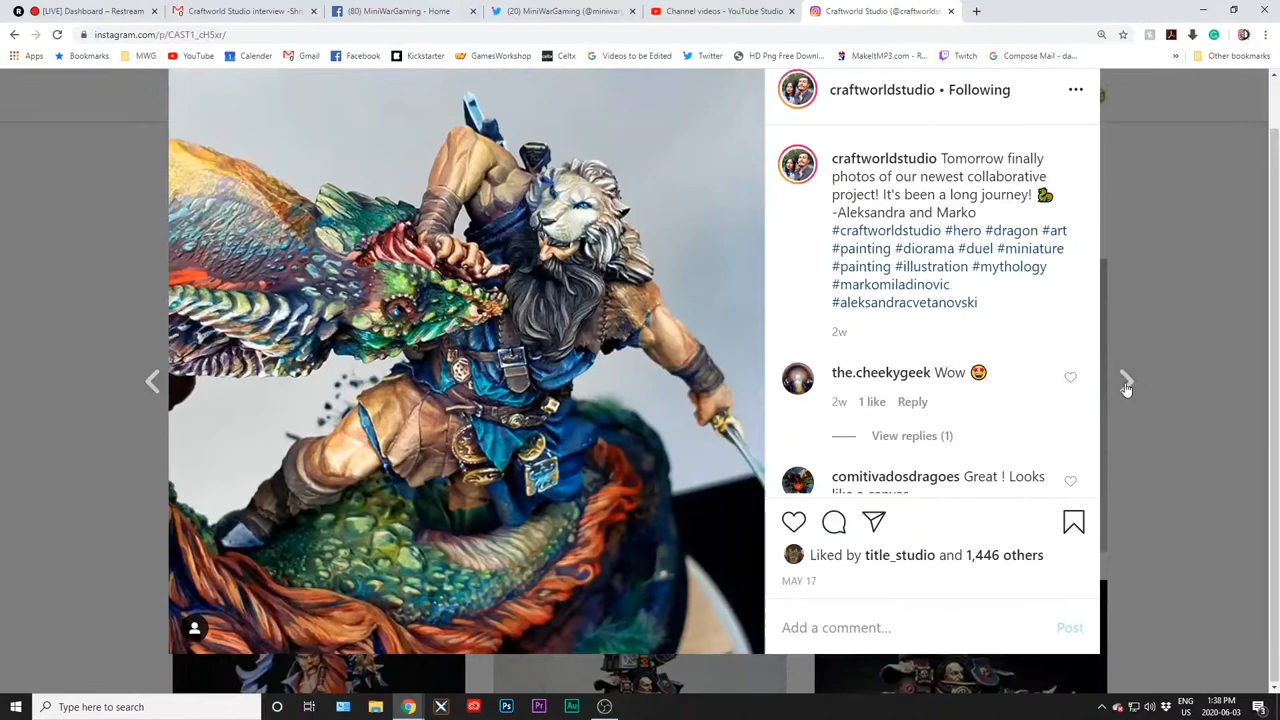 [LIVE] Dashboard – Restream
Craftworld Studio interview -Shri
(80) MiniWarGaming - Home
(20) MiniWarGaming (@miniwar
Channel videos - YouTube Studio
Craftworld Studio (@craftworlds
instagram.com/p/CAST1_cH5xr/
Apps
Bookmarks
MWG
YouTube
Calender
Gmail
Facebook
Kickstarter
GamesWorkshop
Celtx
Videos to be Edited
Twitter
HD Png Free Downl...
MakeItMP3.com - R...
Twitch
Compose Mail - da...
Other bookmarks
craftworldstudio • Following
craftworldstudio Tomorrow finally
photos of our newest collaborative
project! It's been a long journey!
-Aleksandra and Marko
#craftworldstudio #hero #dragon #art
#painting #diorama #duel #miniature
#painting #illustration #mythology
#markomiladinovic
#aleksandracvetanovski
2w
the.cheekygeek Wow
2w 1 like Reply
View replies (1)
comitivadosdragoes Great ! Looks
like a canvas
Liked by title_studio and 1,446 others
MAY 17
Add a comment...
Post
Type here to search
ENG
US
1:38 PM
2020-06-03